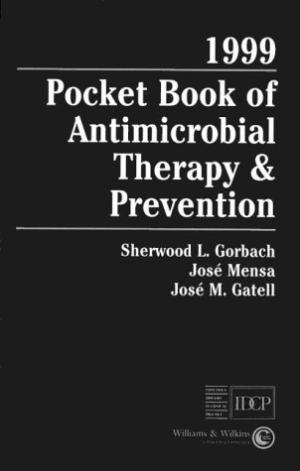 1999
Pocket Book of
Antimicrobial
Therapy &
Prevention
Sherwood L. Gorbach
José Mensa
José M. Gatell
IDCP
Williams & Wilkins